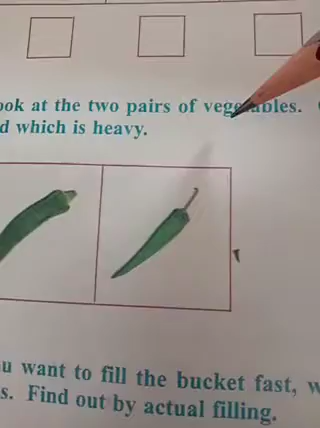 ook at the two pairs of vegetables.
d which is heavy.
u want to fill the bucket fast, w
s. Find out by actual filling.